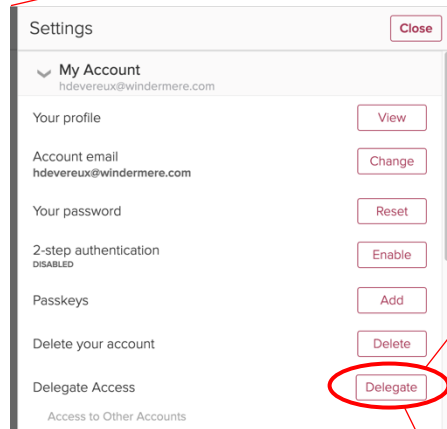 Settings
Close
My Account
hdevereux@windermere.com
Your profile
View
Account email
hdevereux@windermere.com
Change
Your password
Reset
2-step authentication
DISABLED
Enable
Passkeys
Add
Delete your account
Delete
Delegate Access
Delegate
Access to Other Accounts